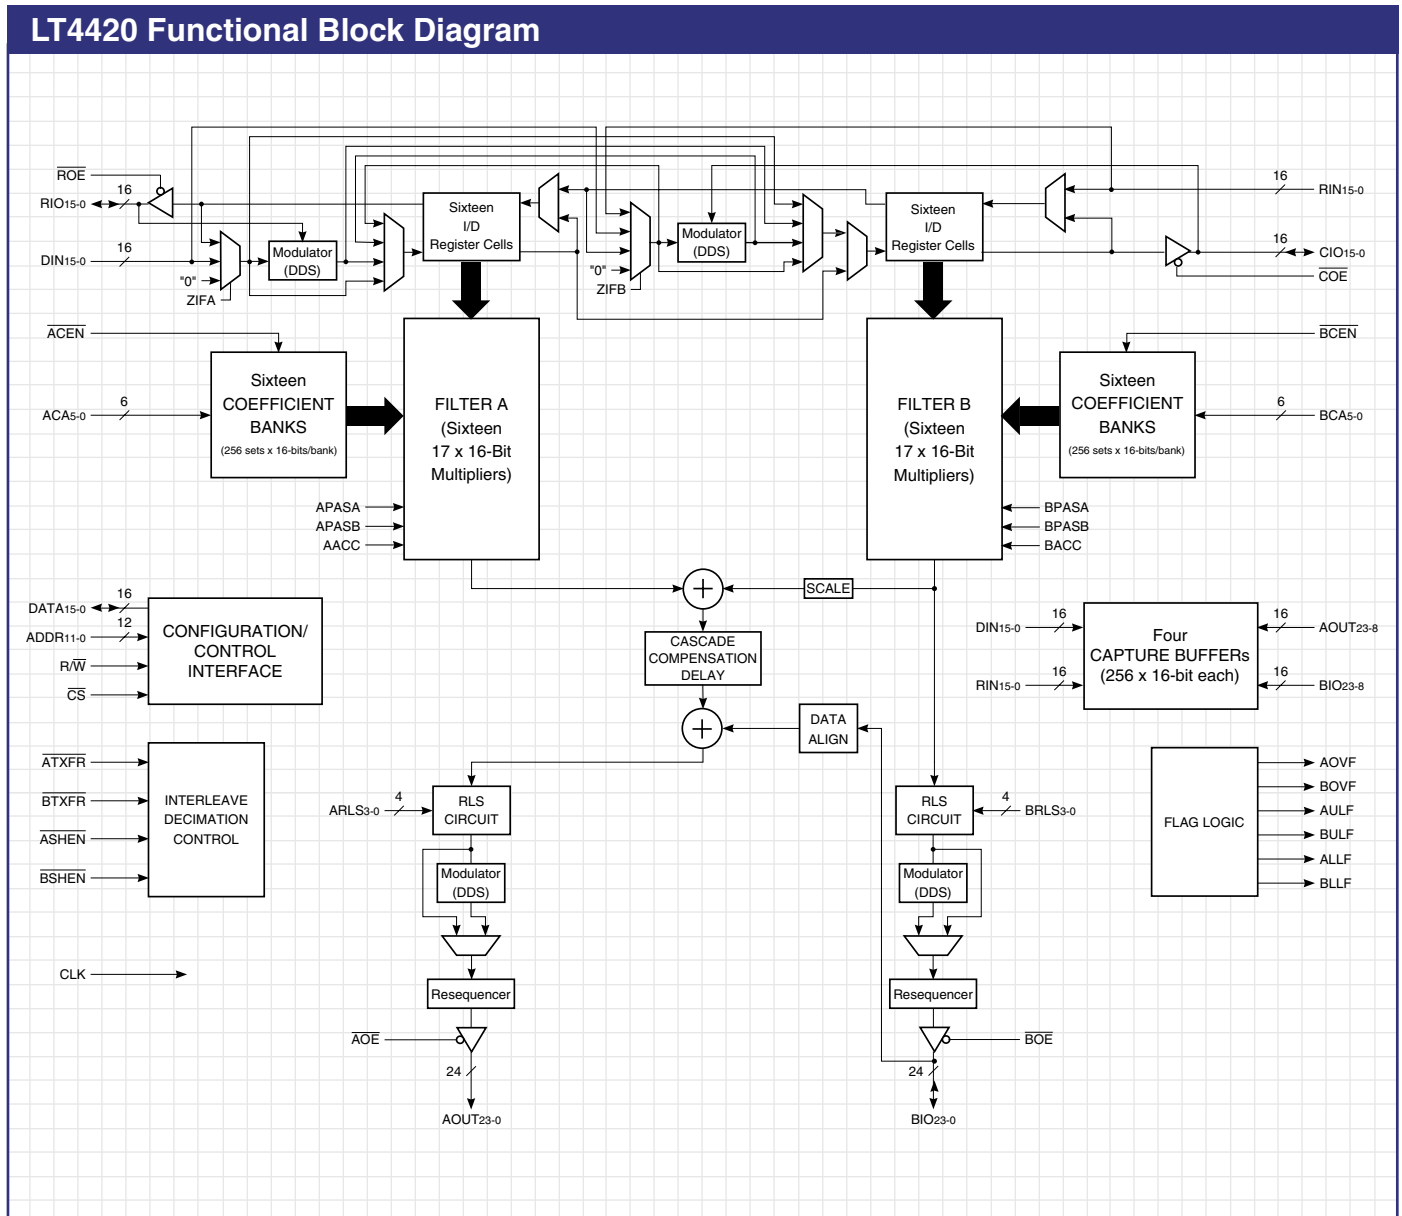 LT4420 Functional Block Diagram
ROE
16
RIO15-0
16
DIN15-0
"0"
ZIFA
Modulator
(DDS)
Sixteen
I/D
Register Cells
"0"
ZIFB
Modulator
(DDS)
Sixteen
I/D
Register Cells
16
RIN15-0
16
CIO15-0
COE
ACEN
6
ACA5-0
Sixteen
COEFFICIENT
BANKS
(256 sets x 16-bits/bank)
FILTER A
(Sixteen
17 x 16-Bit
Multipliers)
APASA
APASB
AACC
FILTER B
(Sixteen
17 x 16-Bit
Multipliers)
BPASA
BPASB
BACC
Sixteen
COEFFICIENT
BANKS
(256 sets x 16-bits/bank)
BCEN
6
BCA5-0
+
SCALE
CASCADE
COMPENSATION
DELAY
+
DATA
ALIGN
16
DATA15-0
12
ADDR11-0
R/W
CS
CONFIGURATION/
CONTROL
INTERFACE
16
DIN15-0
16
RIN15-0
Four
CAPTURE BUFFERs
(256 x 16-bit each)
16
AOUT23-8
16
BIO23-8
ATXFR
BTXFR
ASHEN
BSHEN
INTERLEAVE
DECIMATION
CONTROL
4
ARLS3-0
RLS
CIRCUIT
RLS
CIRCUIT
4
BRLS3-0
FLAG LOGIC
AOVF
BOVF
AULF
BULF
ALLF
BLLF
Modulator
(DDS)
Modulator
(DDS)
CLK
Resequencer
Resequencer
AOE
BOE
24
24
AOUT23-0
BIO23-0